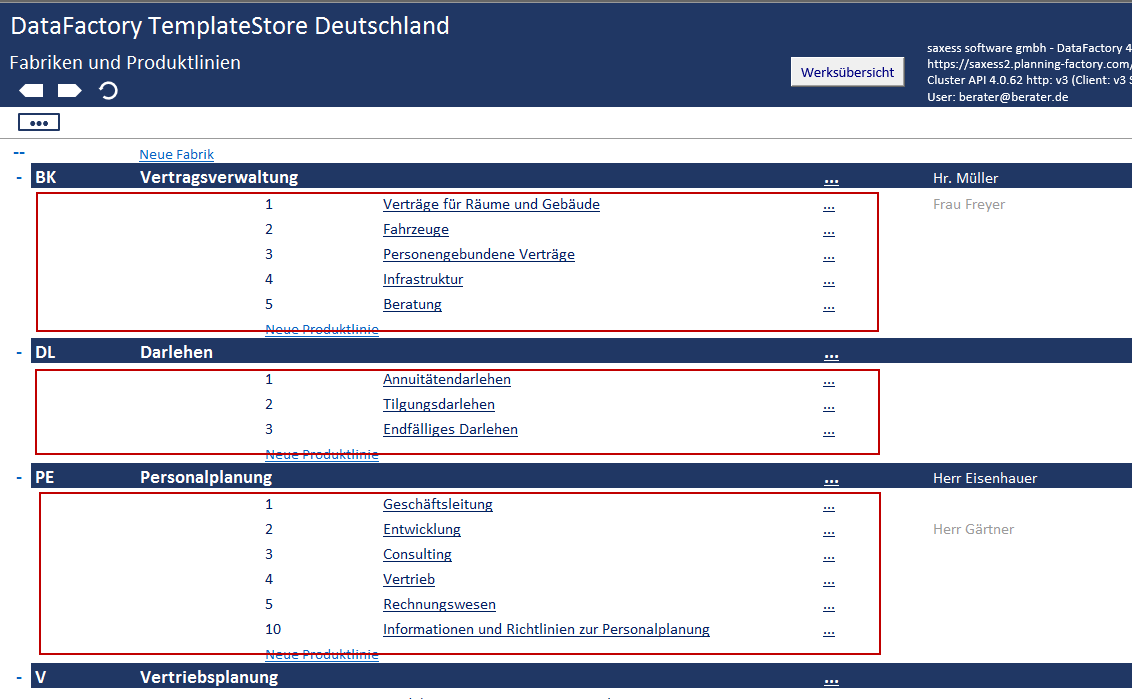 DataFactory TemplateStore Deutschland
Fabriken und Produktlinien
Werksübersicht
saxess software gmbh - DataFactory 4
https://saxess2.planning-factory.com/
Cluster API 4.0.62 http: v3 (Client: v3 S
User: berater@berater.de
•••
-- Neue Fabrik
- BK Vertragsverwaltung ... Hr. Müller
1 Verträge für Räume und Gebäude ... Frau Freyer
2 Fahrzeuge ...
3 Personengebundene Verträge ...
4 Infrastruktur ...
5 Beratung ...
Neue Produktlinie
- DL Darlehen ...
1 Annuitätendarlehen ...
2 Tilgungsdarlehen ...
3 Endfälliges Darlehen ...
Neue Produktlinie
- PE Personalplanung ... Herr Eisenhauer
1 Geschäftsleitung ...
2 Entwicklung ... Herr Gärtner
3 Consulting ...
4 Vertrieb ...
5 Rechnungswesen ...
10 Informationen und Richtlinien zur Personalplanung ...
Neue Produktlinie
- V Vertriebsplanung ...